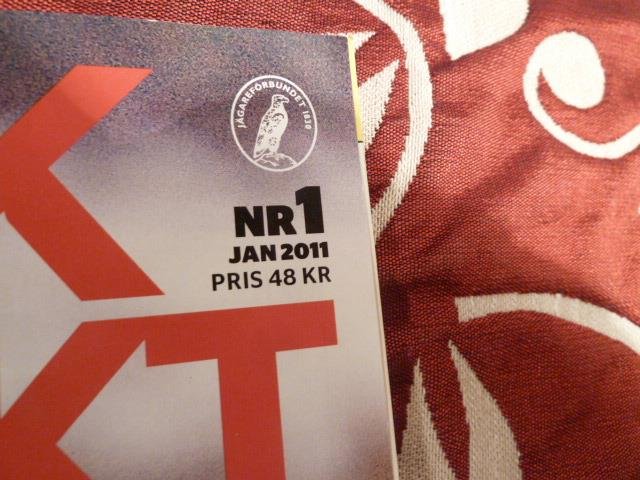 K
JÄGAREFÖRBUNDET 1830
NR1
JAN 2011
PRIS 48 KR
KT